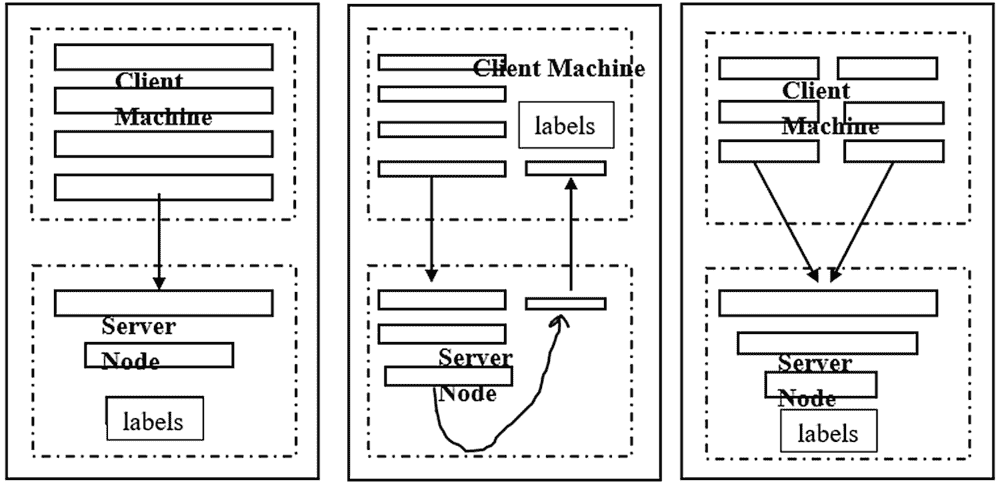 Client
Machine
Server
Node
labels
Client Machine
labels
Server
Node
Client
Machine
Server
Node
labels